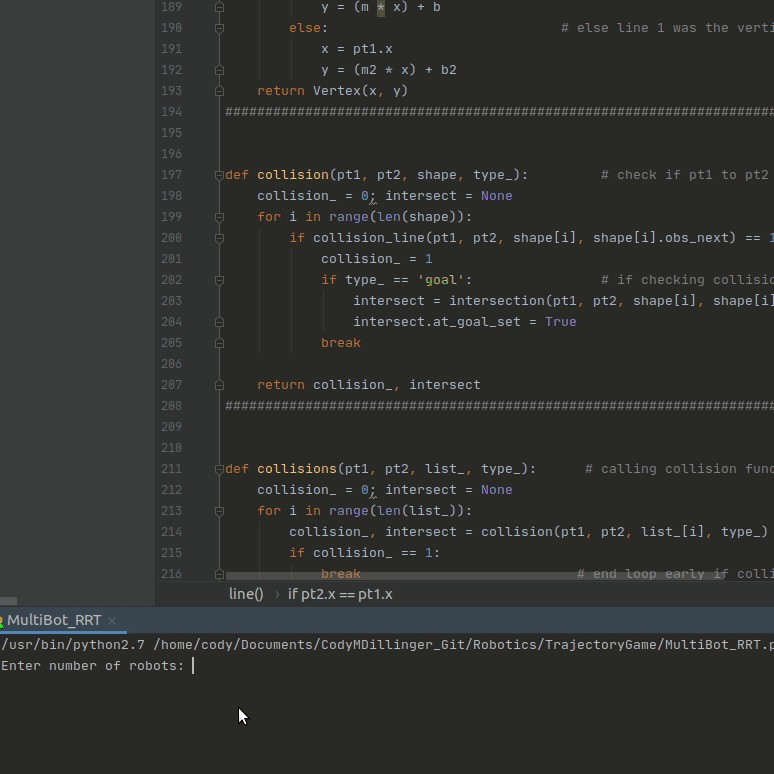 189 y = (m * x) + b
190 else: # else line 1 was the verti
191 x = pt1.x
192 y = (m2 * x) + b2
193 return Vertex(x, y)
194 ######################################################################
195
196
197 def collision(pt1, pt2, shape, type_): # check if pt1 to pt2
198 collision_ = 0; intersect = None
199 for i in range(len(shape)):
200 if collision_line(pt1, pt2, shape[i], shape[i].obs_next) == 1
201 collision_ = 1
202 if type_ == 'goal': # if checking collisio
203 intersect = intersection(pt1, pt2, shape[i], shape[i]
204 intersect.at_goal_set = True
205 break
206
207 return collision_, intersect
208 ######################################################################
209
210
211 def collisions(pt1, pt2, list_, type_): # calling collision func
212 collision_ = 0; intersect = None
213 for i in range(len(list_)):
214 collision_, intersect = collision(pt1, pt2, list_[i], type_)
215 if collision_ == 1:
216 break # end loop early if colli
line() › if pt2.x == pt1.x
MultiBot_RRT ×
/usr/bin/python2.7 /home/cody/Documents/CodyMDillinger_Git/Robotics/TrajectoryGame/MultiBot_RRT.p
Enter number of robots: